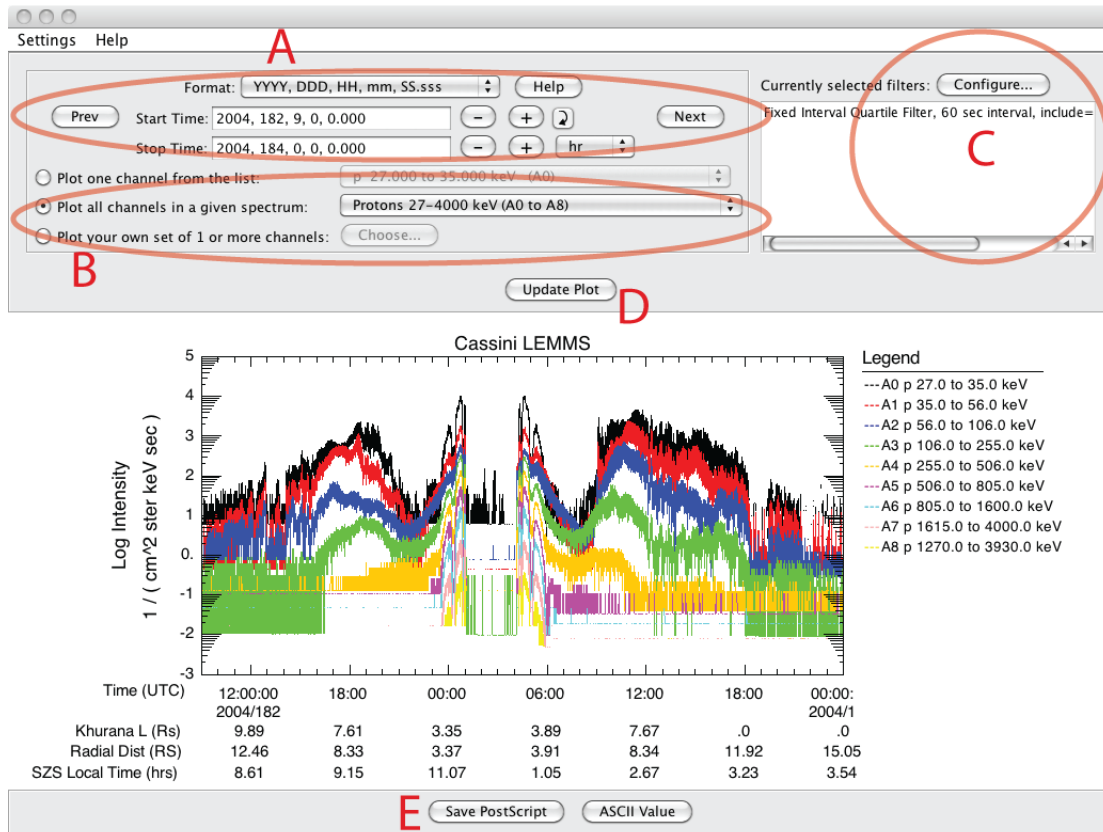 Settings Help
A
Format: YYYY, DDD, HH, mm, SS.sss Help
Prev Start Time: 2004, 182, 9, 0, 0.000 - + Next
Stop Time: 2004, 184, 0, 0, 0.000 - + hr
Plot one channel from the list: p 27.000 to 35.000 keV (A0)
Plot all channels in a given spectrum: Protons 27-4000 keV (A0 to A8)
Plot your own set of 1 or more channels: Choose...
B
Currently selected filters: Configure...
Fixed Interval Quartile Filter, 60 sec interval, include=
C
Update Plot
D
Cassini LEMMS
Log Intensity
1 / ( cm^2 ster keV sec )
5
4
3
2
1
0.
-1
-2
-3
Legend
A0 p 27.0 to 35.0 keV
A1 p 35.0 to 56.0 keV
A2 p 56.0 to 106.0 keV
A3 p 106.0 to 255.0 keV
A4 p 255.0 to 506.0 keV
A5 p 506.0 to 805.0 keV
A6 p 805.0 to 1600.0 keV
A7 p 1615.0 to 4000.0 keV
A8 p 1270.0 to 3930.0 keV
Time (UTC) 12:00:00 18:00 00:00 06:00 12:00 18:00 00:00:
2004/182 2004/1
Khurana L (Rs) 9.89 7.61 3.35 3.89 7.67 .0 .0
Radial Dist (RS) 12.46 8.33 3.37 3.91 8.34 11.92 15.05
SZS Local Time (hrs) 8.61 9.15 11.07 1.05 2.67 3.23 3.54
E Save PostScript ASCII Value